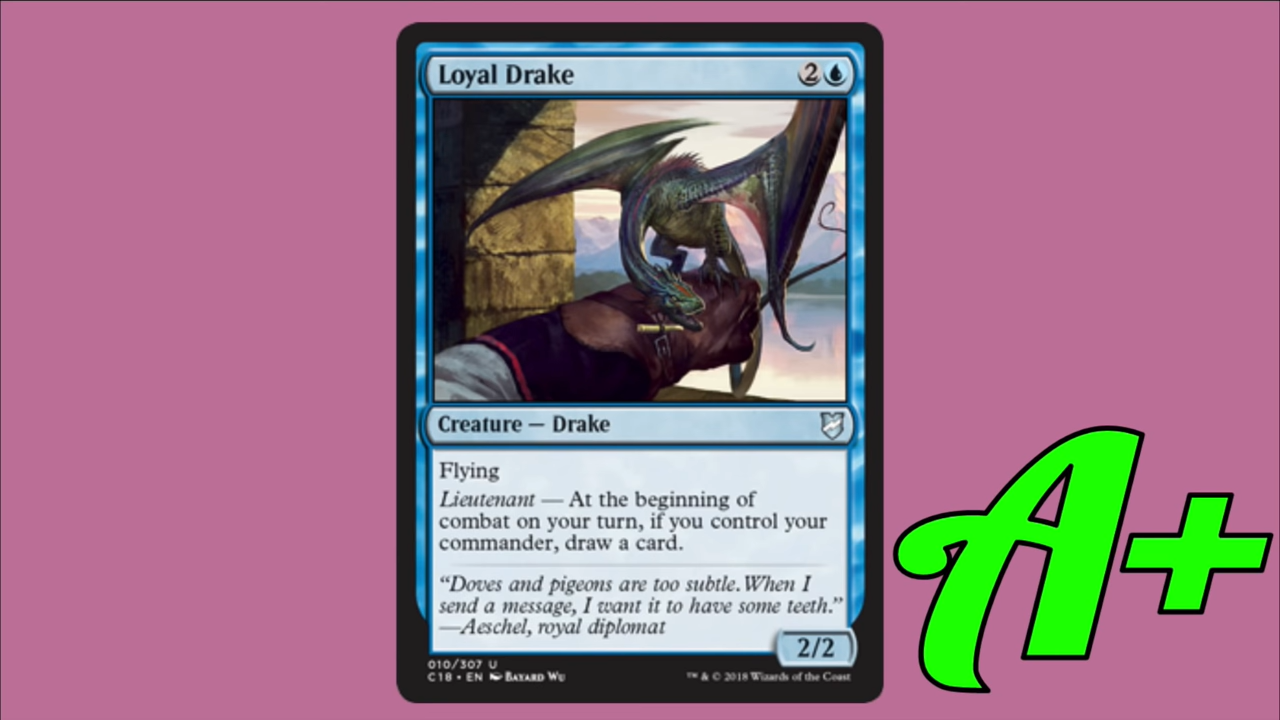 Loyal Drake 2
Creature — Drake
Flying
Lieutenant — At the beginning of
combat on your turn, if you control your
commander, draw a card.
“Doves and pigeons are too subtle. When I
send a message, I want it to have some teeth.”
—Aeschel, royal diplomat
2/2
010/307 U
C18 • EN Bayard Wu
™ & © 2018 Wizards of the Coast
A+